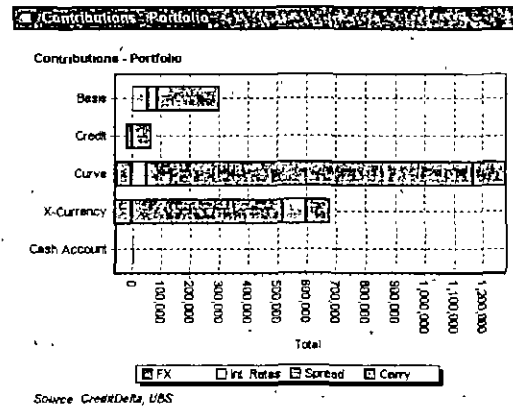 Contributions - Portfolio
Contributions - Portfolio
Basis
Credit
Curve
X-Currency
Cash Account
0
100,000
200,000
300,000
400,000
500,000
600,000
700,000
800,000
900,000
1,000,000
1,100,000
1,200,000
Total
FX Int. Rates Spread Carry
Source: CreditDelta, UBS